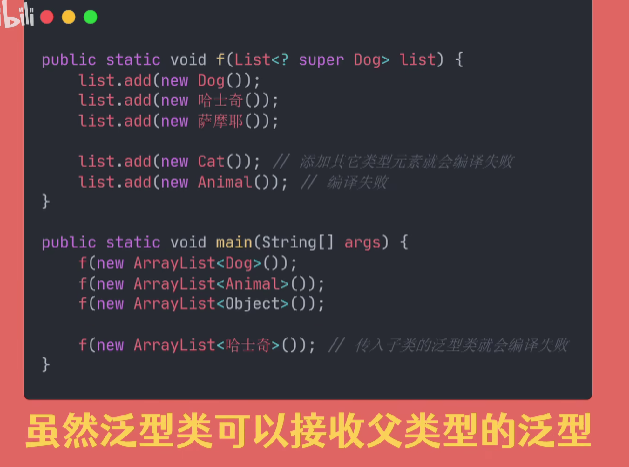 bili
public static void f(List<? super Dog> list) {
list.add(new Dog());
list.add(new 哈士奇());
list.add(new 萨摩耶());
list.add(new Cat()); // 添加其它类型元素就会编译失败
list.add(new Animal()); // 编译失败
}
public static void main(String[] args) {
f(new ArrayList<Dog>());
f(new ArrayList<Animal>());
f(new ArrayList<Object>());
f(new ArrayList<哈士奇>()); // 传入子类的泛型类就会编译失败
}
虽然泛型类可以接收父类型的泛型